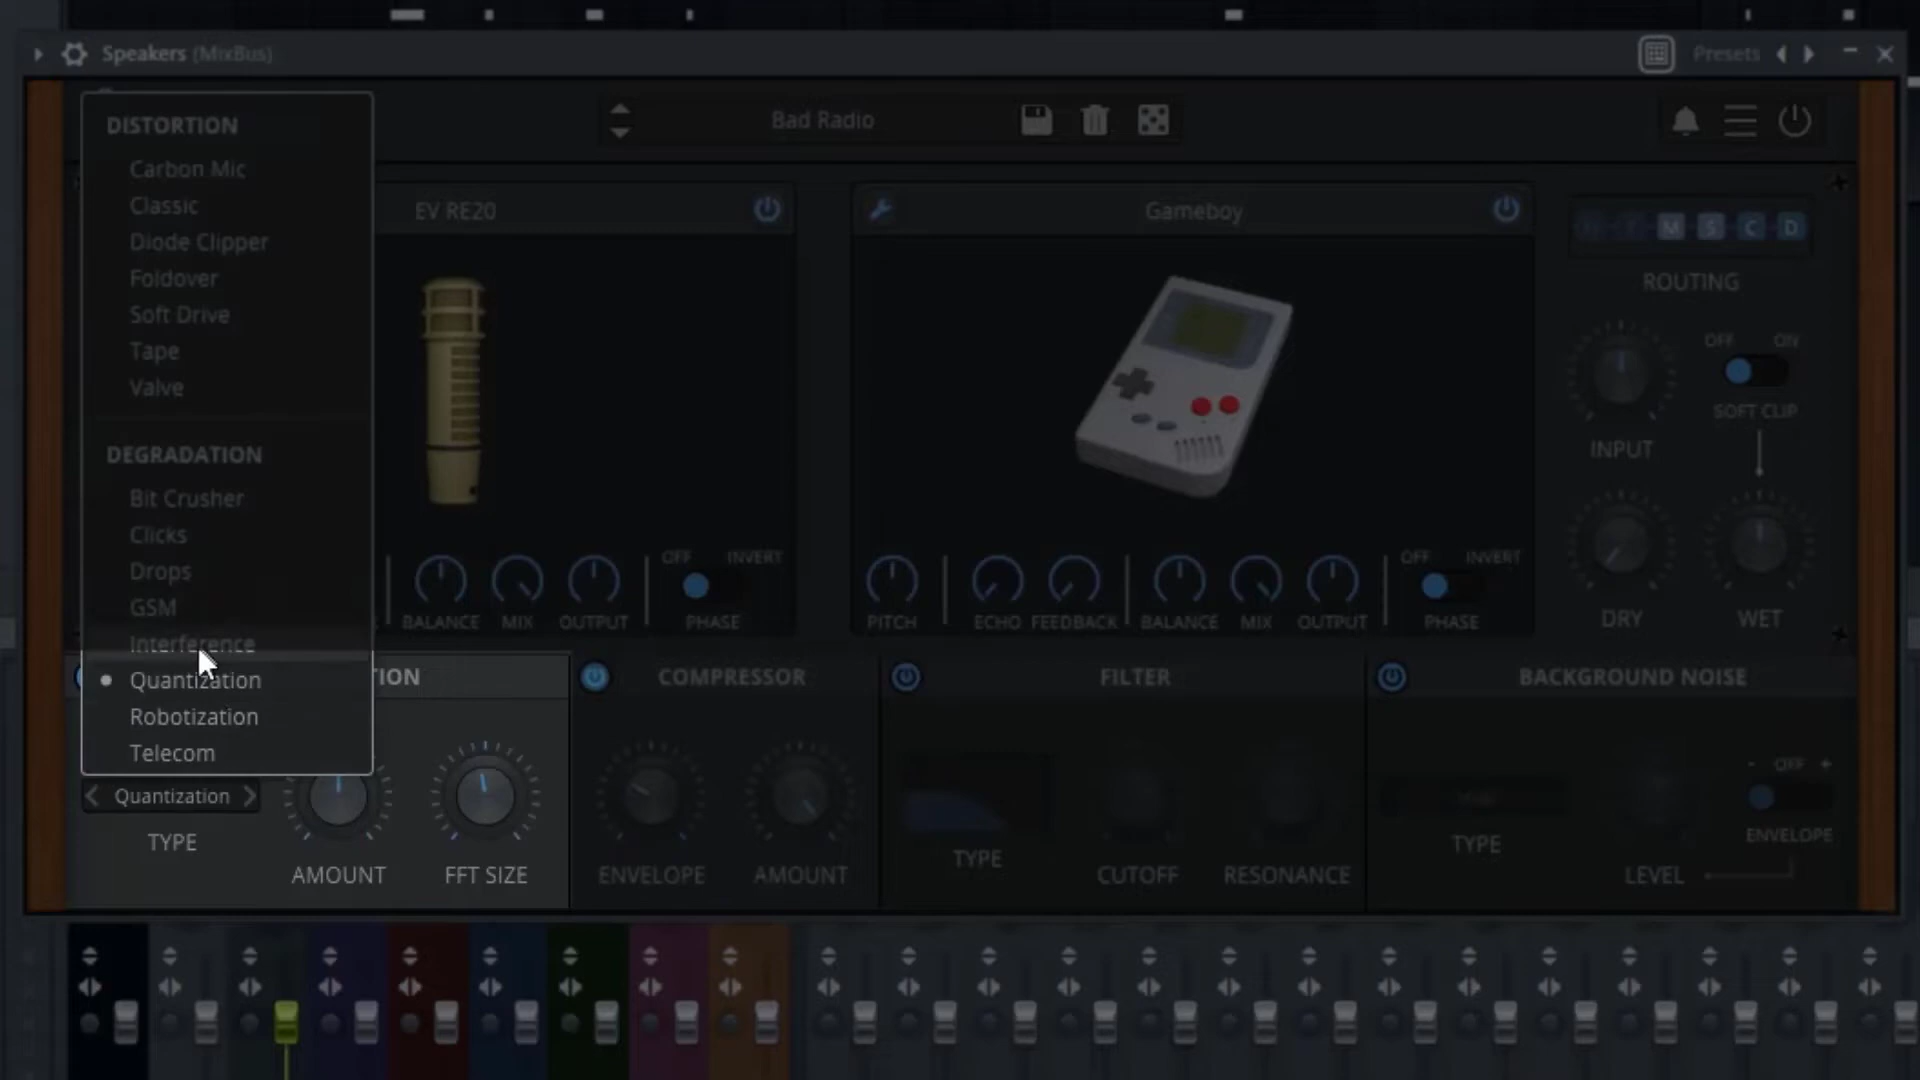 Speakers (MixBus)
Presets
Bad Radio
DISTORTION
Carbon Mic
Classic
Diode Clipper
Foldover
Soft Drive
Tape
Valve
DEGRADATION
Bit Crusher
Clicks
Drops
GSM
Interference
Quantization
Robotization
Telecom
EV RE20
BALANCE MIX OUTPUT
OFF INVERT
PHASE
Gameboy
PITCH ECHO FEEDBACK BALANCE MIX OUTPUT
OFF INVERT
PHASE
M S C D
ROUTING
INPUT
OFF ON
SOFT CLIP
DRY WET
TION
Quantization
TYPE
AMOUNT
FFT SIZE
COMPRESSOR
ENVELOPE AMOUNT
FILTER
TYPE
CUTOFF RESONANCE
BACKGROUND NOISE
TYPE
LEVEL
- OFF +
ENVELOPE